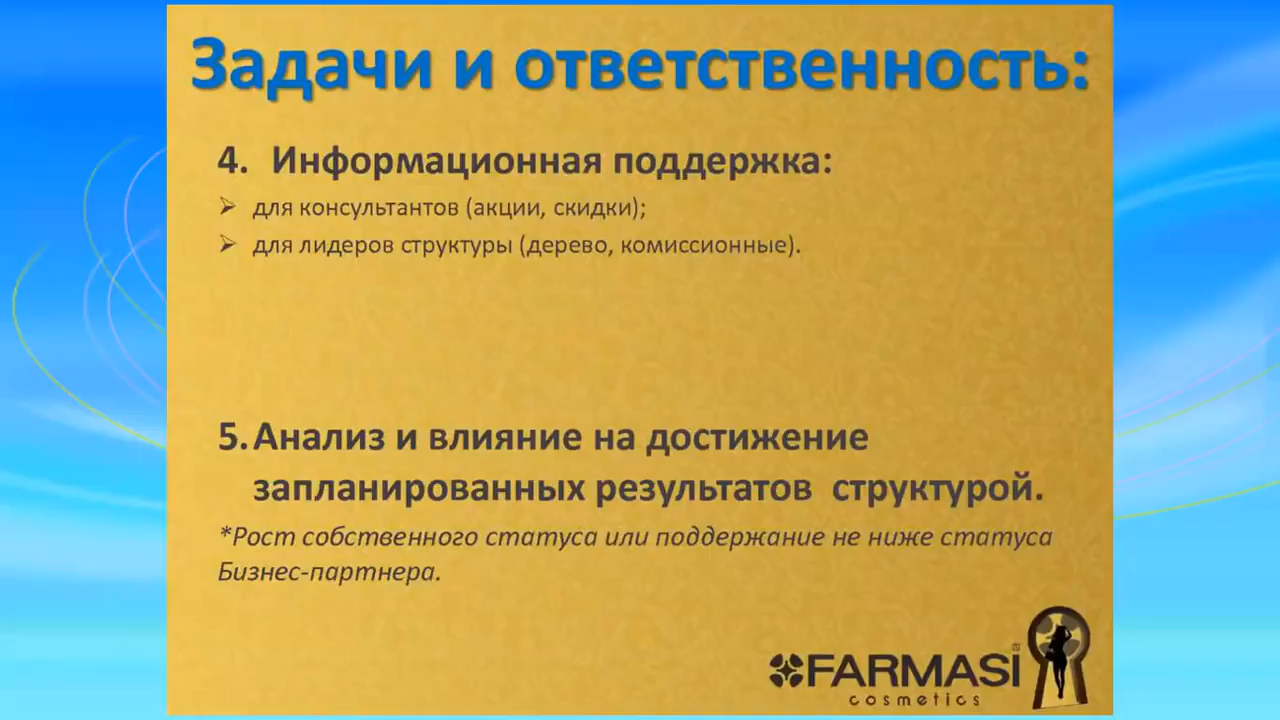 Задачи и ответственность:
4. Информационная поддержка:
➢ для консультантов (акции, скидки);
➢ для лидеров структуры (дерево, комиссионные).
5. Анализ и влияние на достижение
запланированных результатов структурой.
*Рост собственного статуса или поддержание не ниже статуса
Бизнес-партнера.
FARMASi
cosmetics